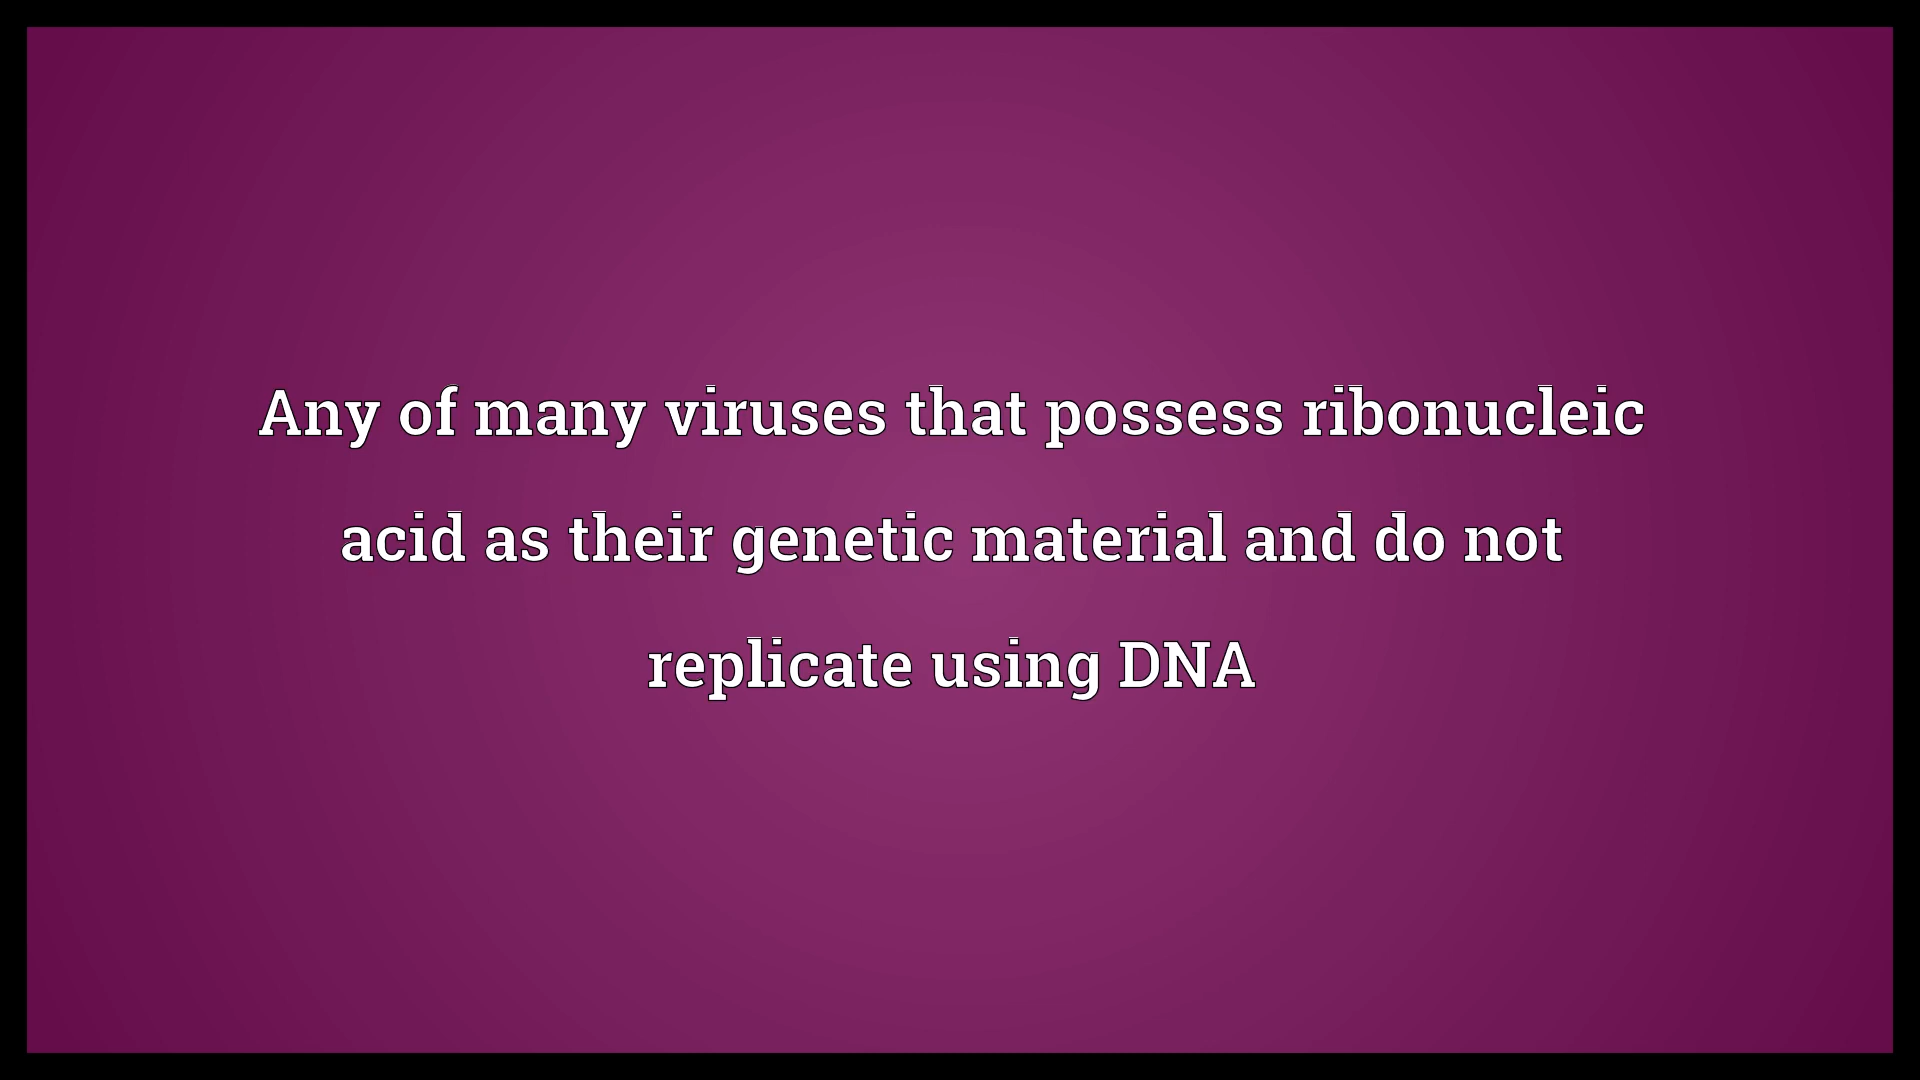 Any of many viruses that possess ribonucleic
acid as their genetic material and do not
replicate using DNA